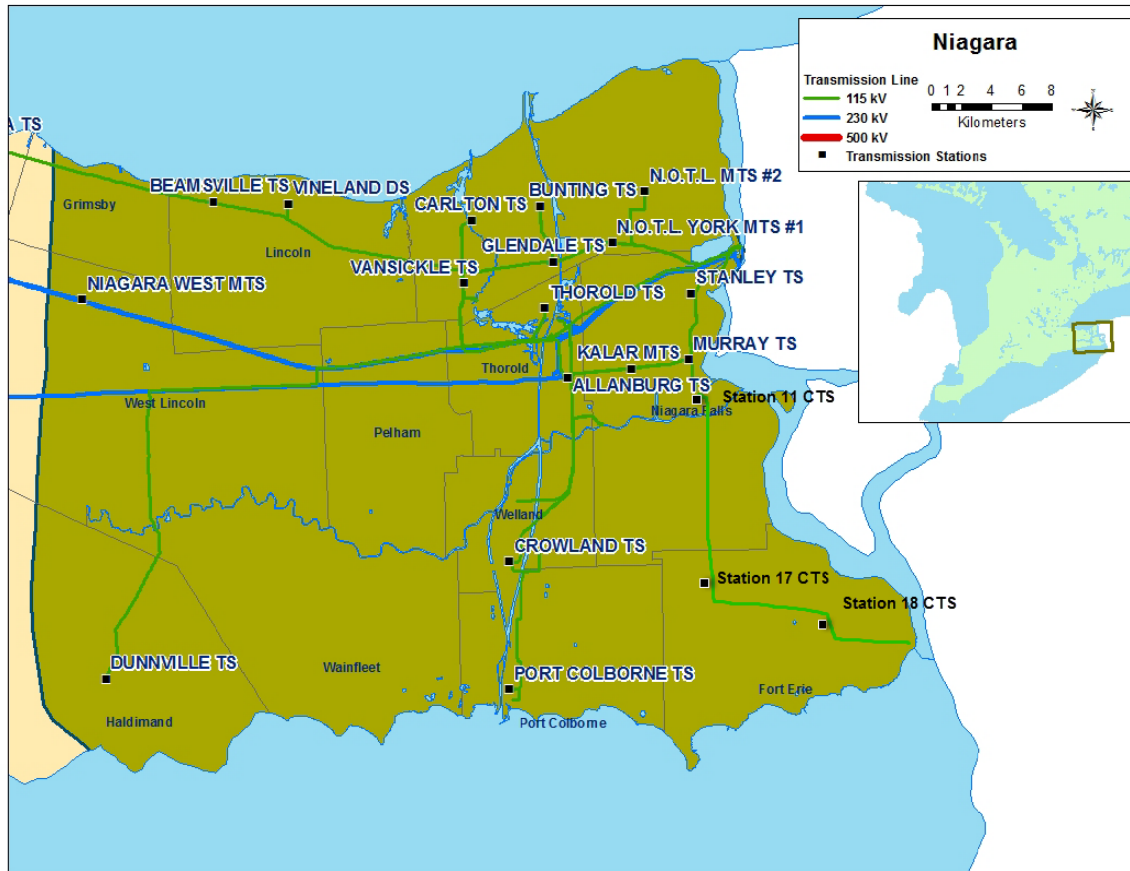 Niagara
Transmission Line
0 1 2 4 6 8
Kilometers
115 kV
230 kV
500 kV
Transmission Stations
A TS
BEAMSVILLE TS
VINELAND DS
BUNTING TS
N.O.T.L. MTS #2
Grimsby
CARLTON TS
N.O.T.L. YORK MTS #1
Lincoln
GLENDALE TS
VANSICKLE TS
STANLEY TS
NIAGARA WEST MTS
THOROLD TS
KALAR MTS
MURRAY TS
Thorold
ALLANBURG TS
Station 11 CTS
West Lincoln
Niagara Falls
Pelham
Welland
CROWLAND TS
Station 17 CTS
Station 18 CTS
DUNNVILLE TS
Wainfleet
PORT COLBORNE TS
Fort Erie
Haldimand
Port Colborne